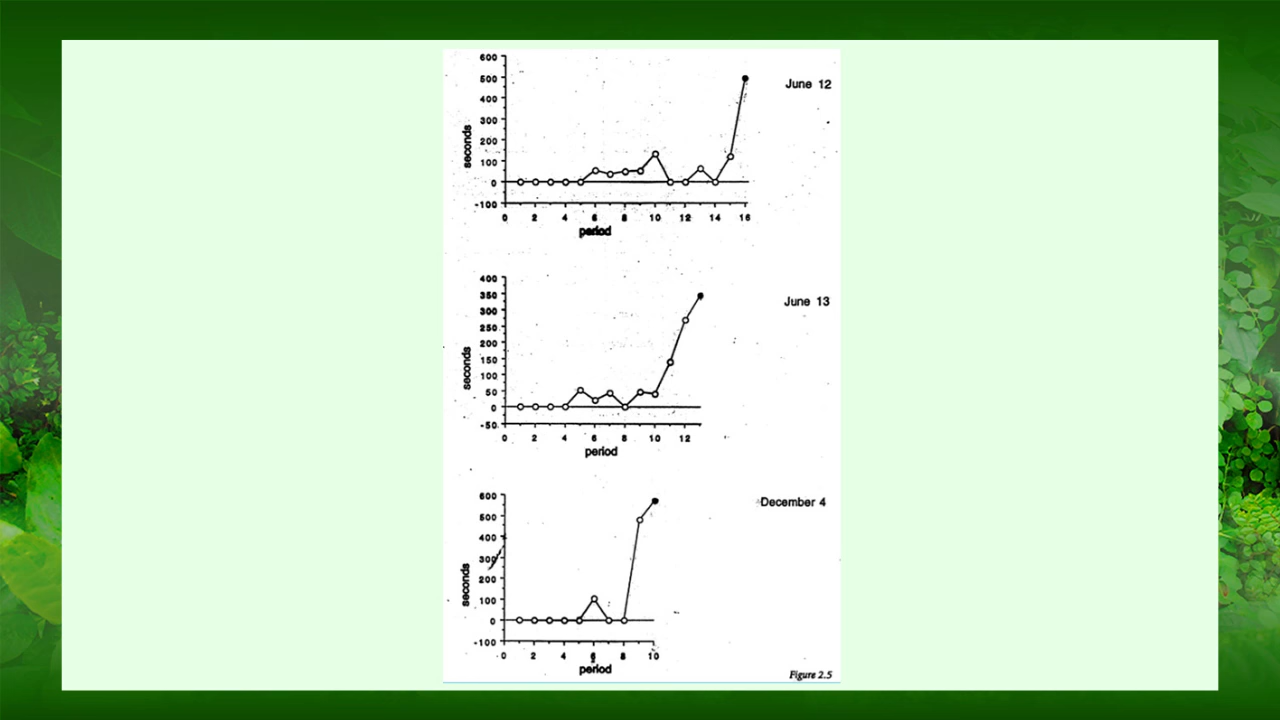 600
500
400
300
200
100
0
-100
seconds
June 12
0 2 4 6 8 10 12 14 16
period
400
350
300
250
200
150
100
50
0
-50
seconds
June 13
0 2 4 6 8 10 12
period
600
500
400
300
200
100
0
-100
seconds
December 4
0 2 4 6 8 10
period
Figure 2.5